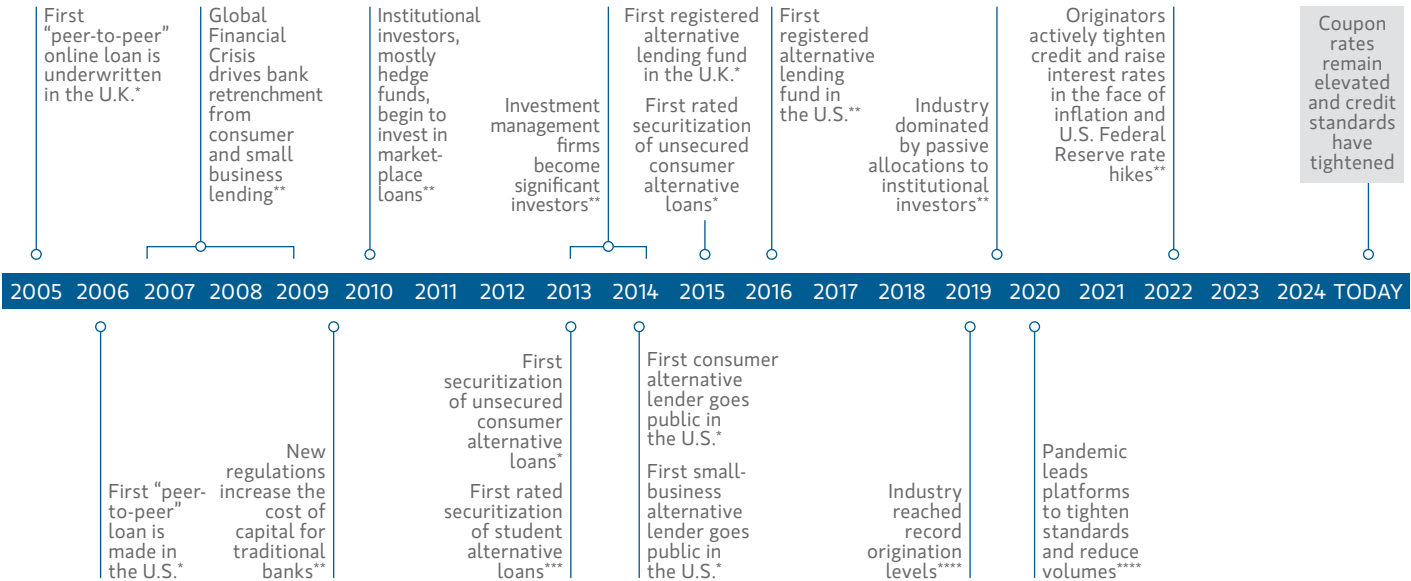 First
“peer-to-peer”
online loan is
underwritten
in the U.K.*
Global
Financial
Crisis
drives bank
retrenchment
from
consumer
and small
business
lending**
Institutional
investors,
mostly
hedge
funds,
begin to
invest in
market-
place
loans**
Investment
management
firms
become
significant
investors**
First registered
alternative
lending fund
in the U.K.*
First rated
securitization
of unsecured
consumer
alternative
loans*
First
registered
alternative
lending
fund in
the U.S.**
Industry
dominated
by passive
allocations to
institutional
investors**
Originators
actively tighten
credit and raise
interest rates
in the face of
inflation and
U.S. Federal
Reserve rate
hikes**
Coupon
rates
remain
elevated
and credit
standards
have
tightened
2005 2006 2007 2008 2009 2010 2011 2012 2013 2014 2015 2016 2017 2018 2019 2020 2021 2022 2023 2024 TODAY
First “peer-
to-peer”
loan is
made in
the U.S.*
New
regulations
increase the
cost of
capital for
traditional
banks**
First
securitization
of unsecured
consumer
alternative
loans*
First rated
securitization
of student
alternative
loans***
First consumer
alternative
lender goes
public in
the U.S.*
First small-
business
alternative
lender goes
public in
the U.S.*
Industry
reached
record
origination
levels****
Pandemic
leads
platforms
to tighten
standards
and reduce
volumes****